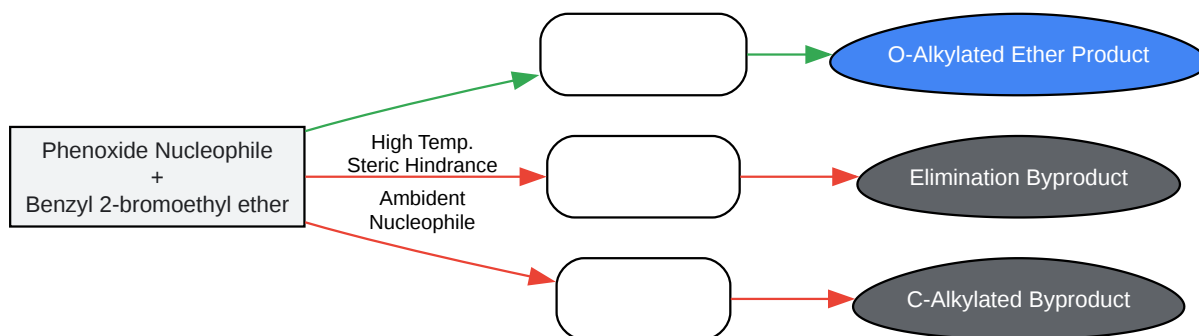 Phenoxide Nucleophile
+
Benzyl 2-bromoethyl ether
High Temp.
Steric Hindrance
Ambident
Nucleophile
O-Alkylated Ether Product
Elimination Byproduct
C-Alkylated Byproduct